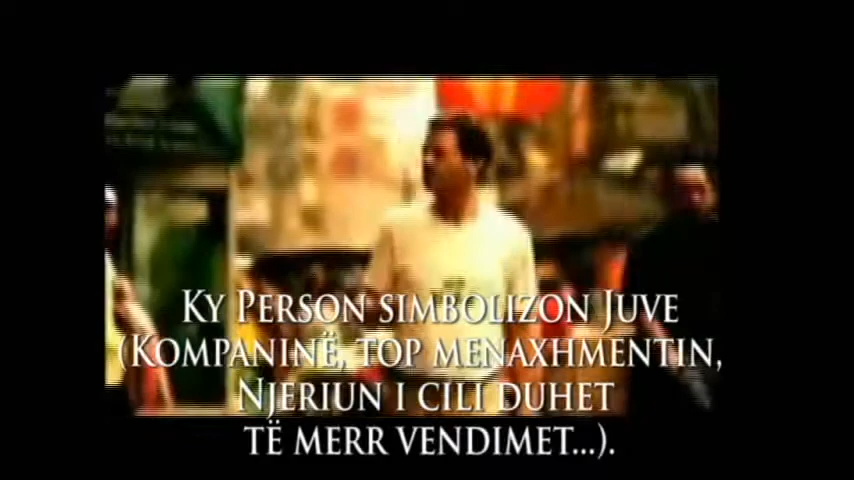 Ky Person simbolizon Juve
(Kompaninë, top menaxhmentin,
Njeriun i cili duhet
të merr vendimet...).